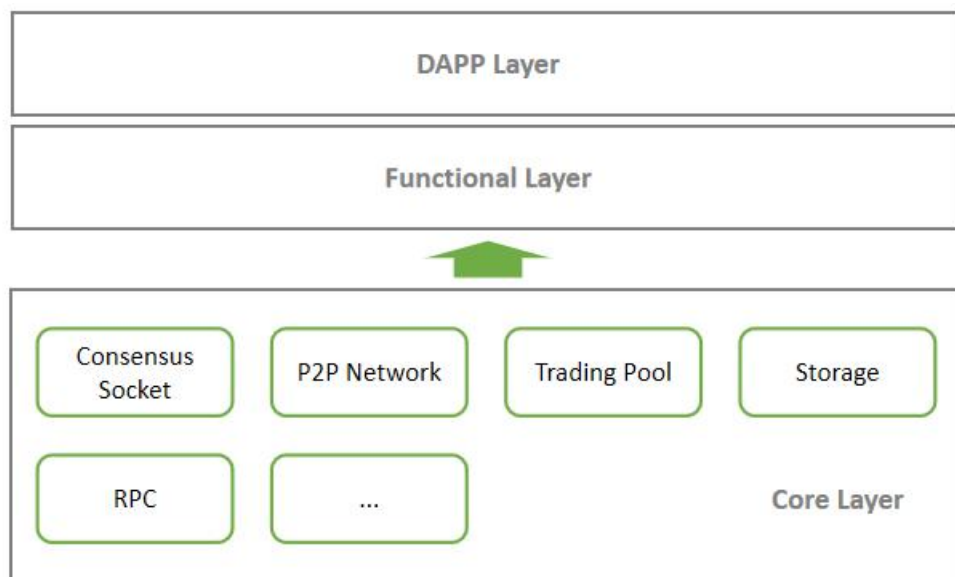 DAPP Layer
Functional Layer
Consensus
Socket
P2P Network
Trading Pool
Storage
RPC
...
Core Layer